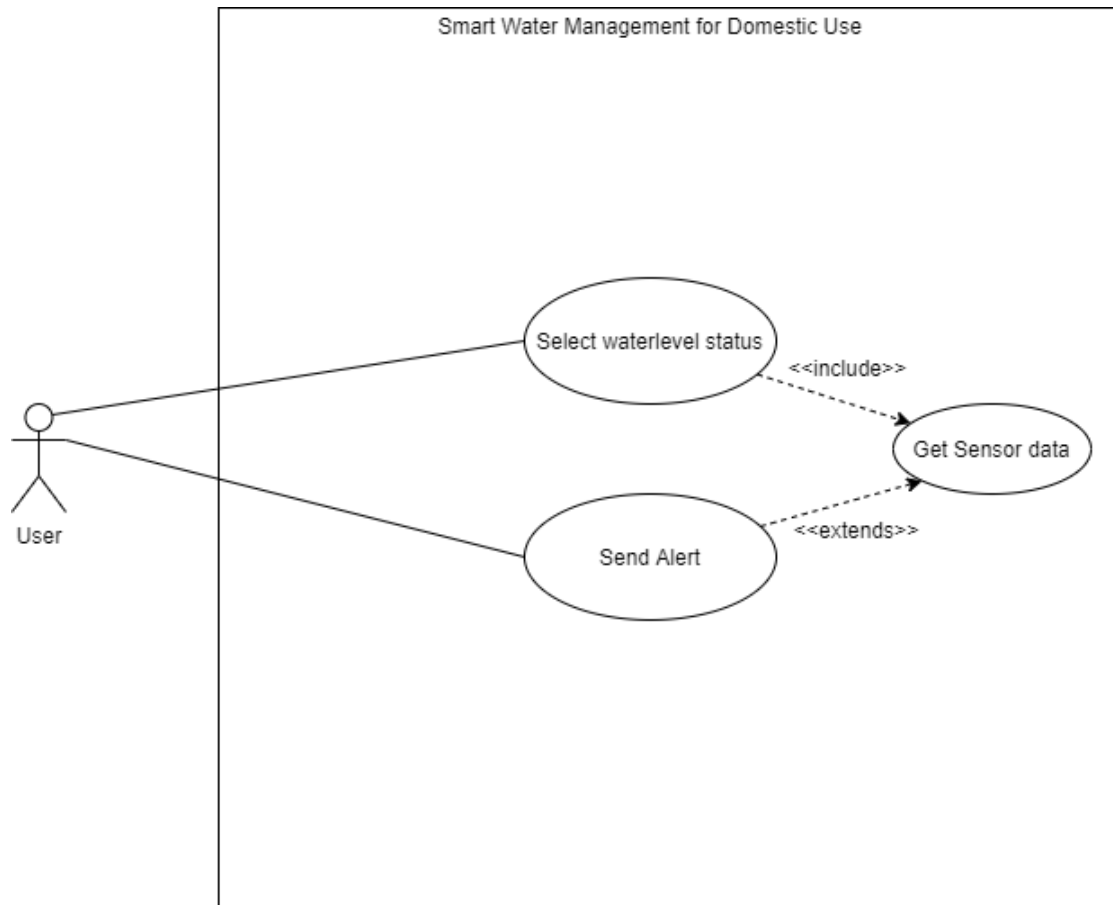 Smart Water Management for Domestic Use
Select waterlevel status
<<include>>
Get Sensor data
User
<<extends>>
Send Alert